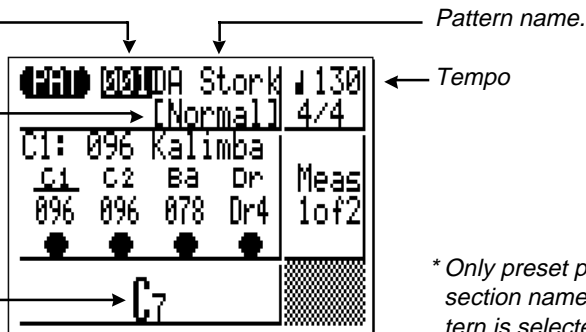 Pattern name.
(PAT) 001 DA Stork ♩130
Tempo
[Normal] 4/4
C1: 096 Kalimba
C1 C2 Ba Dr Meas
096 096 078 Dr4 1of2
C7
* Only preset p
section name
tern is select